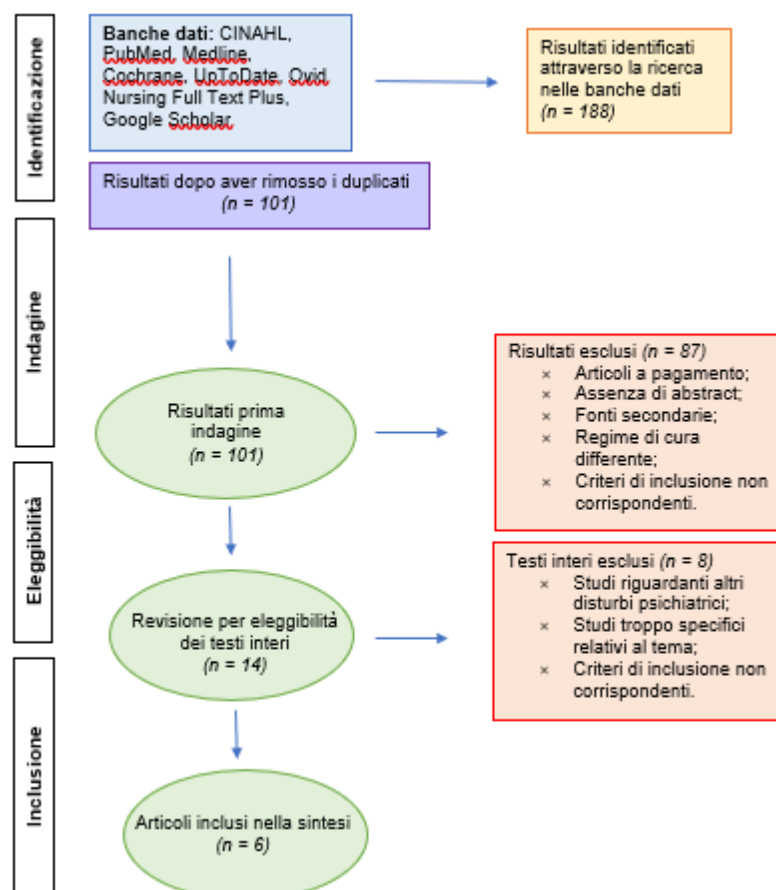 Identificazione
Banche dati: CINAHL,
PubMed, Medline,
Cochrane, UpToDate, Ovid
Nursing Full Text Plus,
Google Scholar
Risultati identificati
attraverso la ricerca
nelle banche dati
(n = 188)
Risultati dopo aver rimosso i duplicati
(n = 101)
Indagine
Risultati prima
indagine
(n = 101)
Risultati esclusi (n = 87)
× Articoli a pagamento;
× Assenza di abstract;
× Fonti secondarie;
× Regime di cura
differente;
× Criteri di inclusione non
corrispondenti.
Eleggibilità
Revisione per eleggibilità
dei testi interi
(n = 14)
Testi interi esclusi (n = 8)
× Studi riguardanti altri
disturbi psichiatrici;
× Studi troppo specifici
relativi al tema;
× Criteri di inclusione non
corrispondenti.
Inclusione
Articoli inclusi nella sintesi
(n = 6)